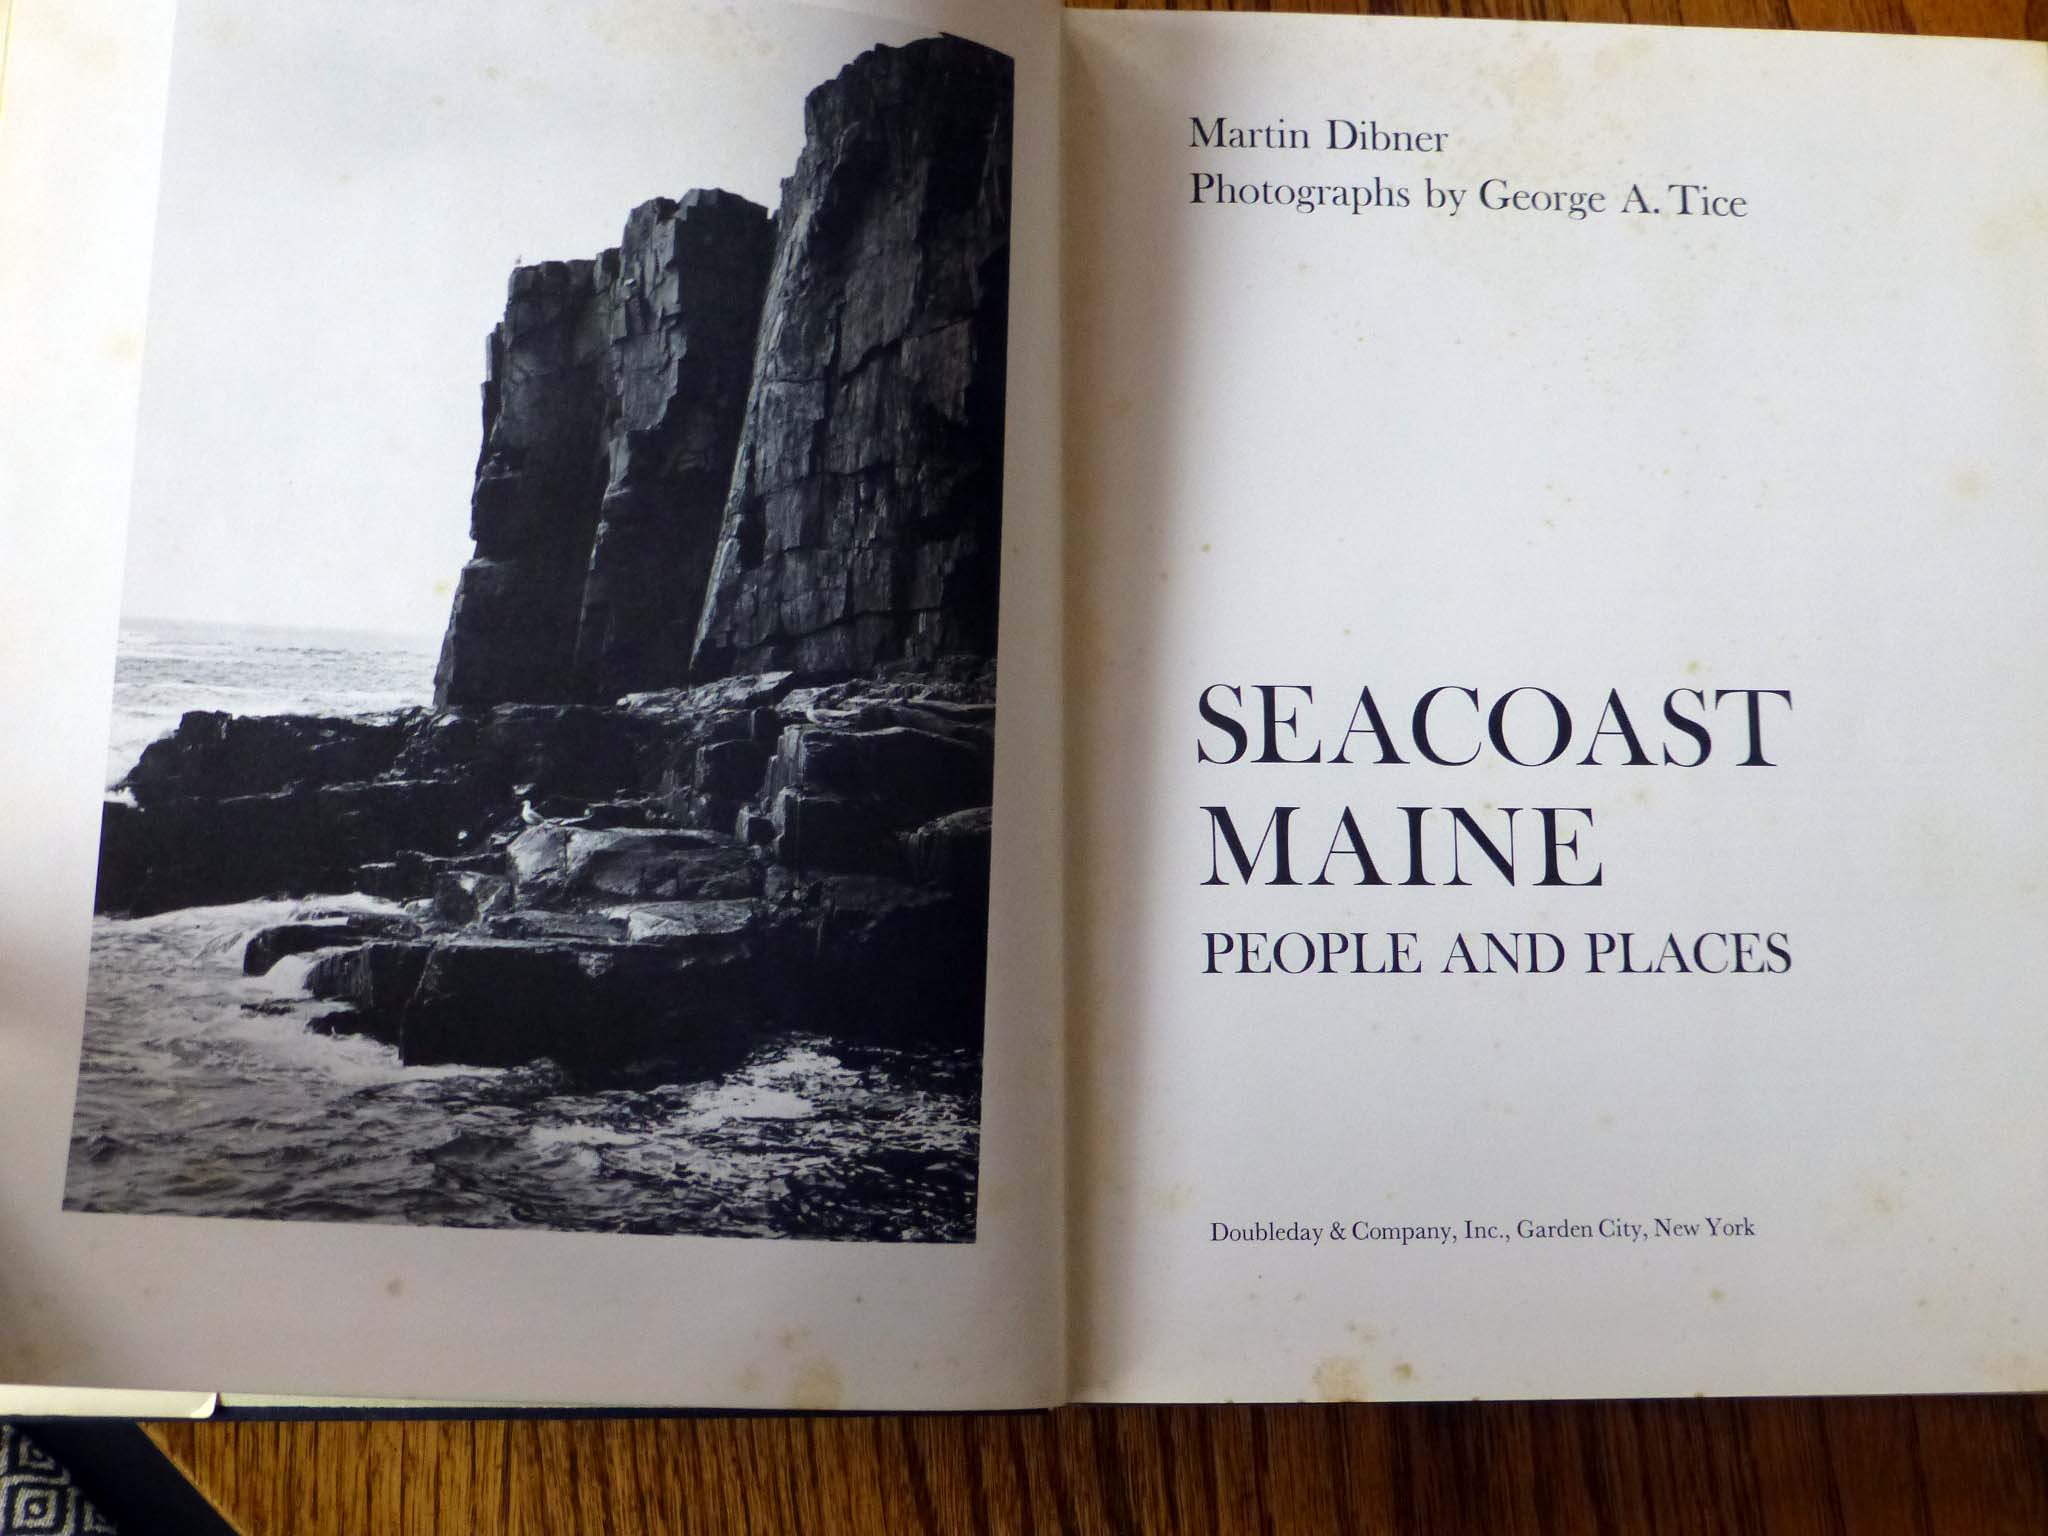 Martin Dibner
Photographs by George A. Tice
SEACOAST
MAINE
PEOPLE AND PLACES
Doubleday & Company, Inc., Garden City, New York